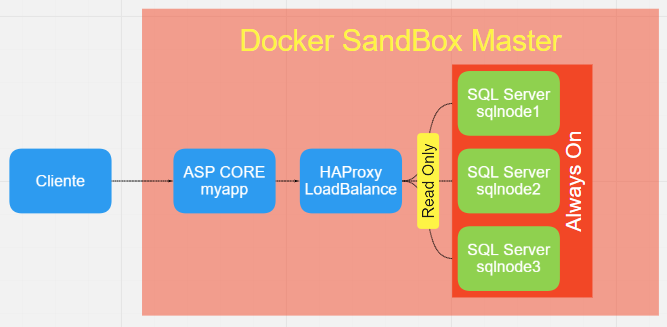 Docker SandBox Master
Cliente
ASP CORE
myapp
HAProxy
LoadBalance
Read Only
SQL Server
sqlnode1
SQL Server
sqlnode2
SQL Server
sqlnode3
Always On